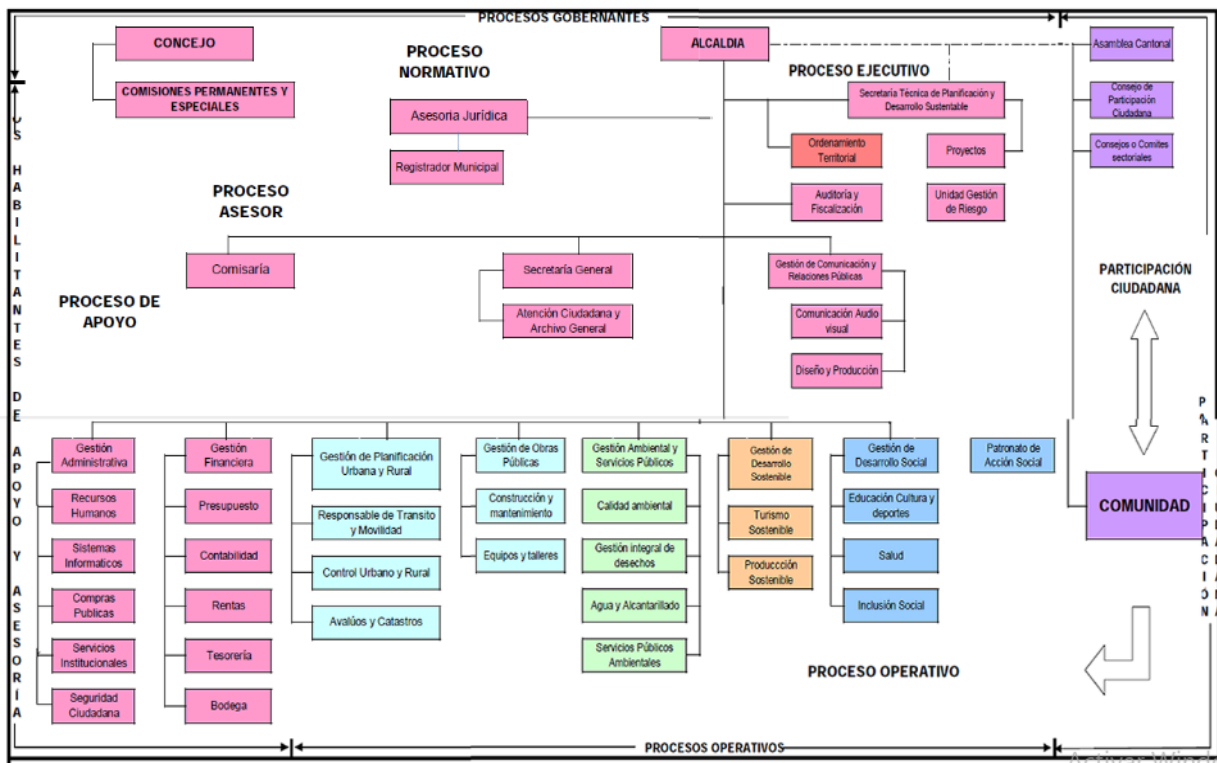 PROCESOS GOBERNANTES
CONCEJO
COMISIONES PERMANENTES Y
ESPECIALES
PROCESO
NORMATIVO
ALCALDIA
PROCESO EJECUTIVO
Asamblea Cantonal
Secretaría Técnica de Planificación y
Desarrollo Sustentable
Consejo de
Participación
Ciudadana
Consejos o Comites
sectoriales
Asesoria Jurídica
Registrador Municipal
Ordenamiento
Territorial
Proyectos
Auditoría y
Fiscalización
Unidad Gestión
de Riesgo
PROCESO
ASESOR
Comisaría
Secretaría General
Gestión de Comunicación y
Relaciones Públicas
PARTICIPACIÓN
CIUDADANA
PROCESO DE
APOYO
Atención Ciudadana y
Archivo General
Comunicación Audio
visual
Diseño y Producción
HABILITANTES DE APOYO Y ASESORÍA
Gestión
Administrativa
Recursos
Humanos
Sistemas
Informaticos
Compras
Publicas
Servicios
Institucionales
Seguridad
Ciudadana
Gestión
Financiera
Presupuesto
Contabilidad
Rentas
Tesorería
Bodega
Gestión de Planificación
Urbana y Rural
Responsable de Transito
y Movilidad
Control Urbano y Rural
Avalúos y Catastros
Gestión de Obras
Públicas
Construcción y
mantenimiento
Equipos y talleres
Gestión Ambiental y
Servicios Públicos
Calidad ambiental
Gestión integral de
desechos
Agua y Alcantarillado
Servicios Públicos
Ambientales
Gestión de
Desarrollo
Sostenible
Turismo
Sostenible
Produccción
Sostenible
Gestión de
Desarrollo Social
Educación Cultura y
deportes
Salud
Inclusión Social
Patronato de
Acción Social
COMUNIDAD
PARTICIPACIÓN
PROCESO OPERATIVO
PROCESOS OPERATIVOS